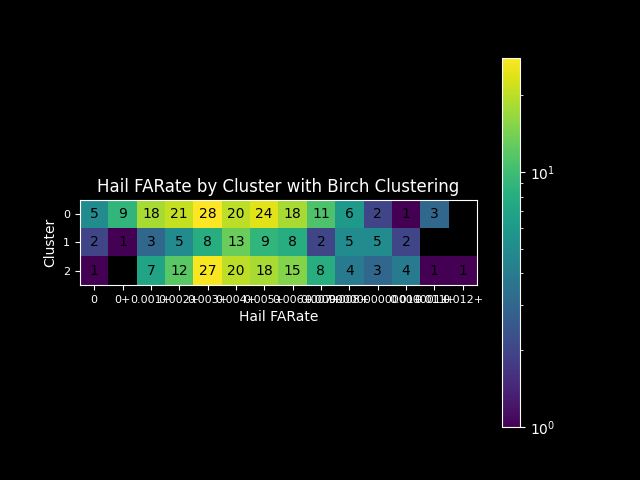 Hail FARate by Cluster with Birch Clustering
0 5 9 18 21 28 20 24 18 11 6 2 1 3
1 2 1 3 5 8 13 9 8 2 5 5 2
2 1 7 12 27 20 18 15 8 4 3 4 1 1
0 0+
Hail FARate
Cluster
10¹
10⁰